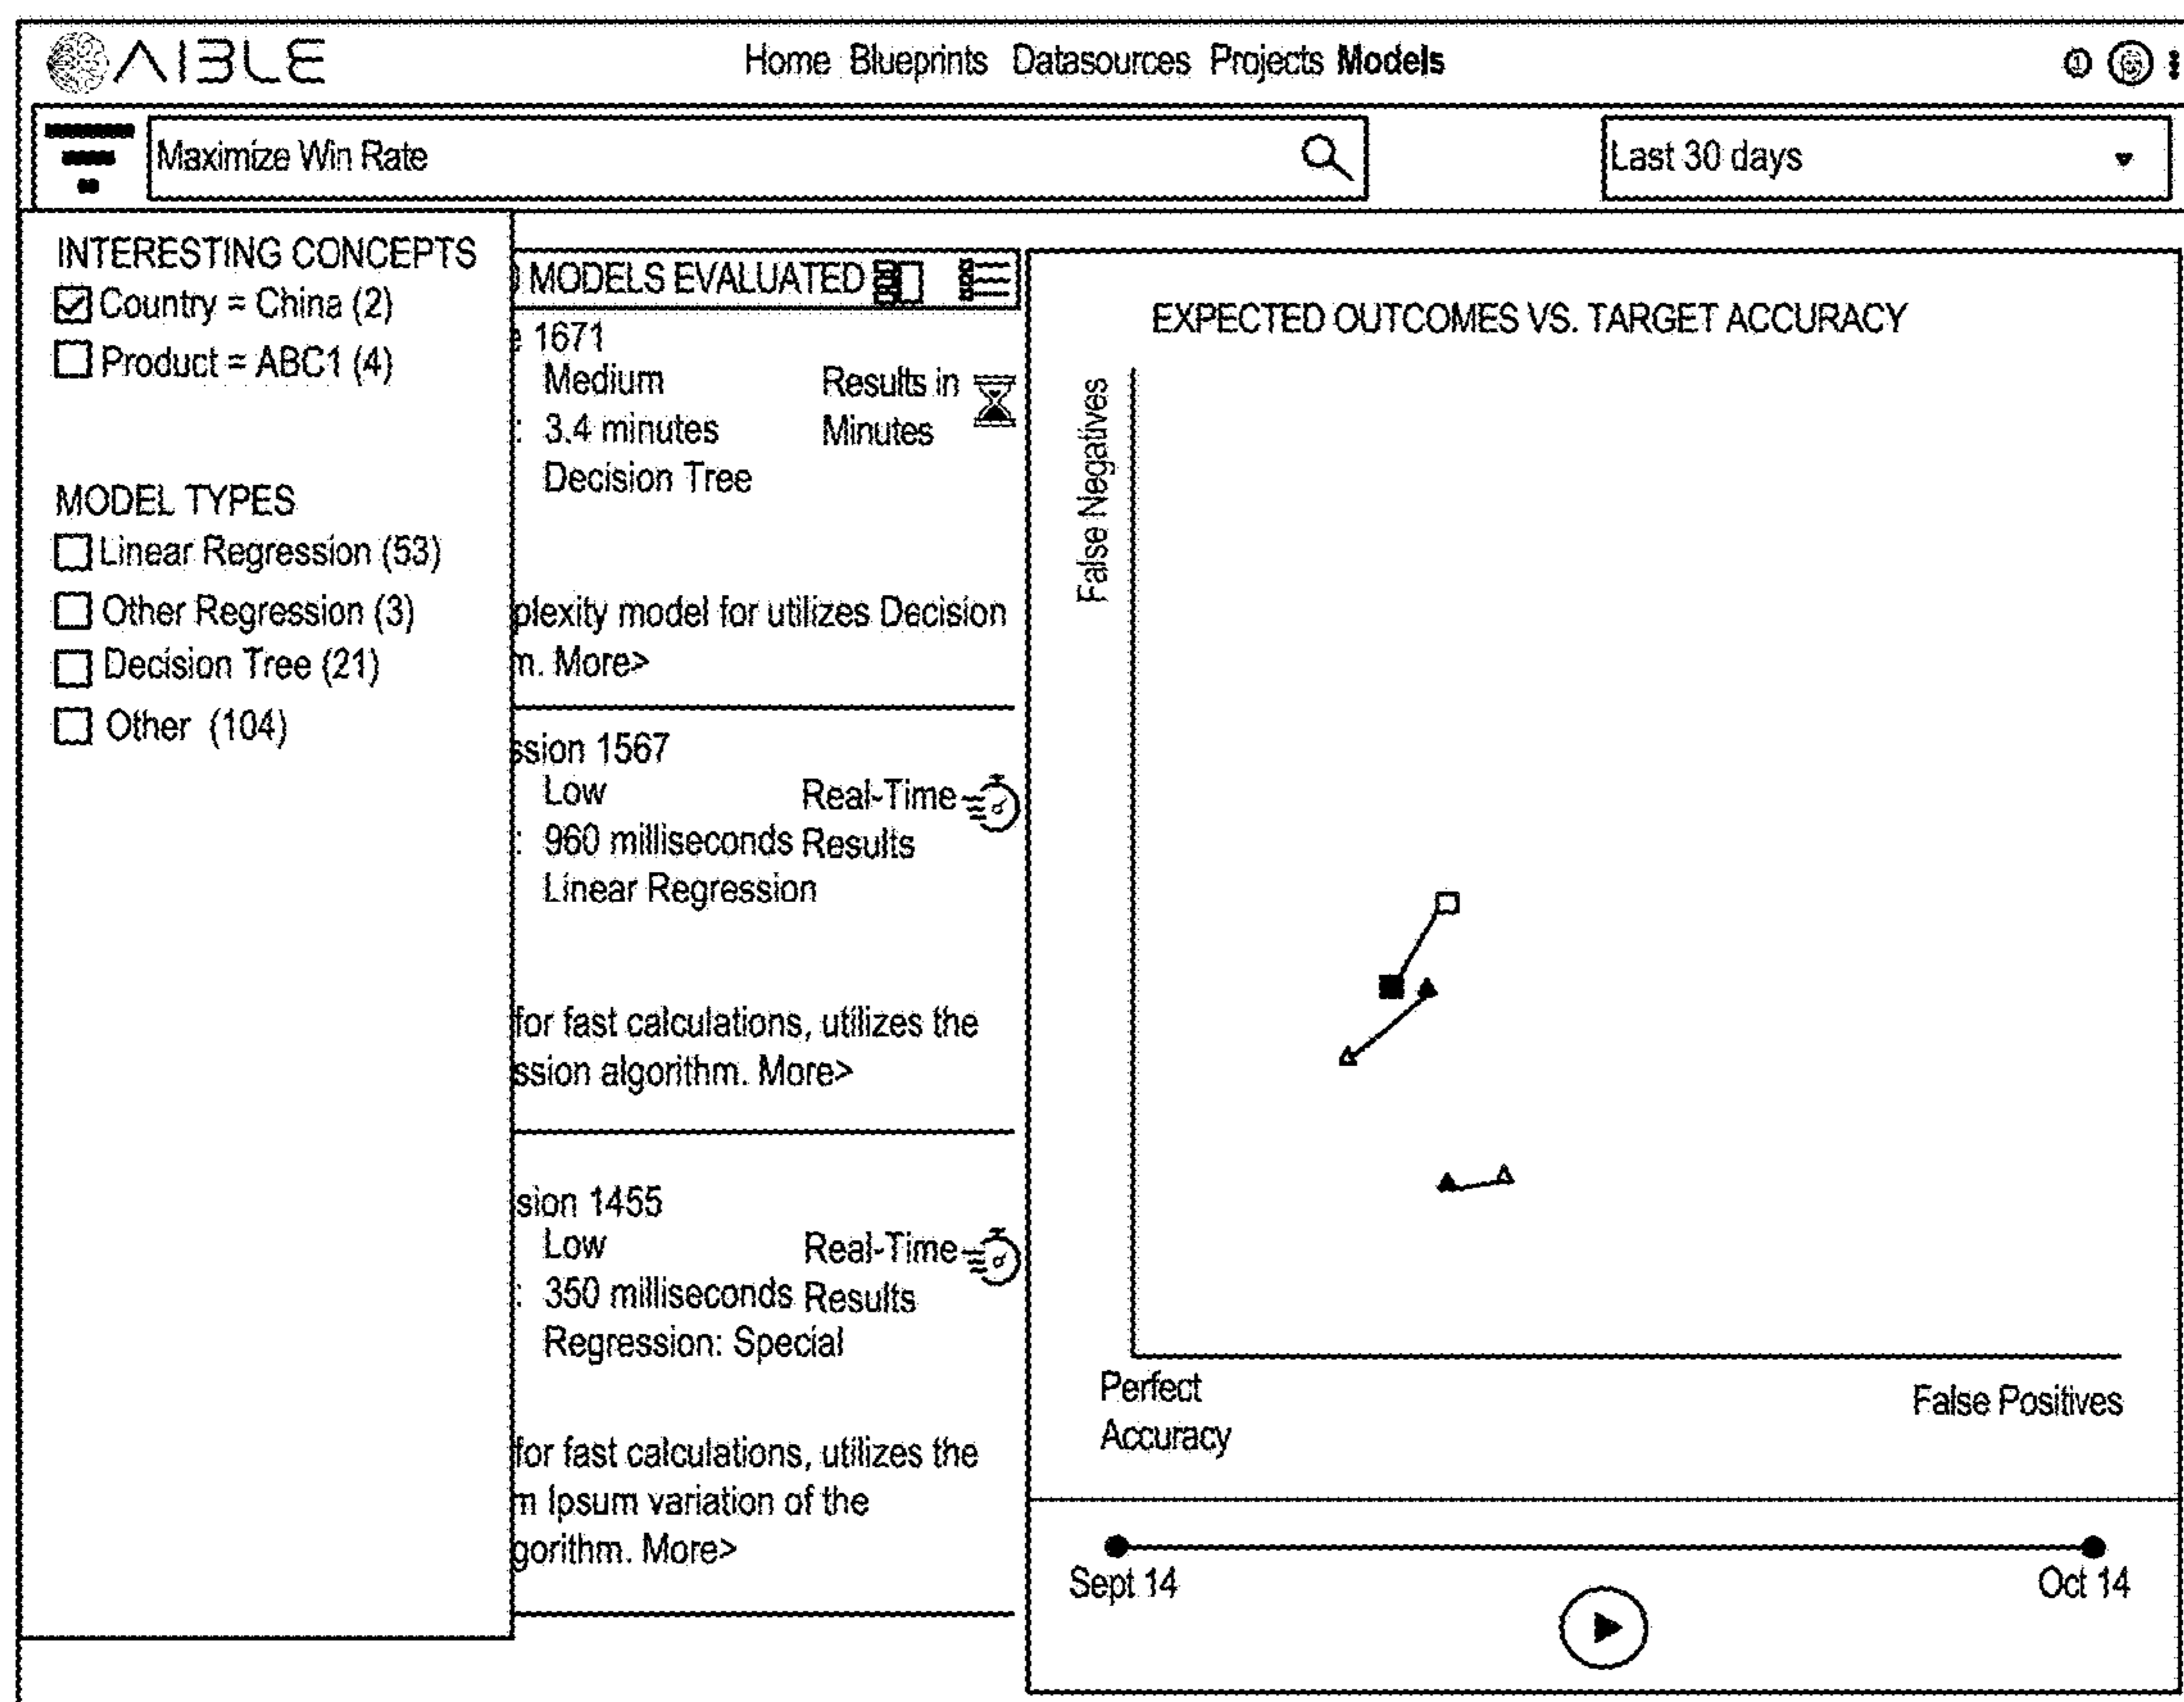 AIBLE
Home Blueprints Datasources Projects Models
Maximize Win Rate
Last 30 days
INTERESTING CONCEPTS
Country = China (2)
Product = ABC1 (4)
MODEL TYPES
Linear Regression (53)
Other Regression (3)
Decision Tree (21)
Other (104)
MODELS EVALUATED
1671
Medium
Results in
: 3.4 minutes
Minutes
Decision Tree
plexity model for utilizes Decision
m. More>
ssion 1567
Low
Real-Time
: 960 milliseconds
Results
Linear Regression
for fast calculations, utilizes the
ssion algorithm. More>
sion 1455
Low
Real-Time
: 350 milliseconds
Results
Regression: Special
for fast calculations, utilizes the
m Ipsum variation of the
gorithm. More>
EXPECTED OUTCOMES VS. TARGET ACCURACY
False Negatives
Perfect
Accuracy
False Positives
Sept 14
Oct 14